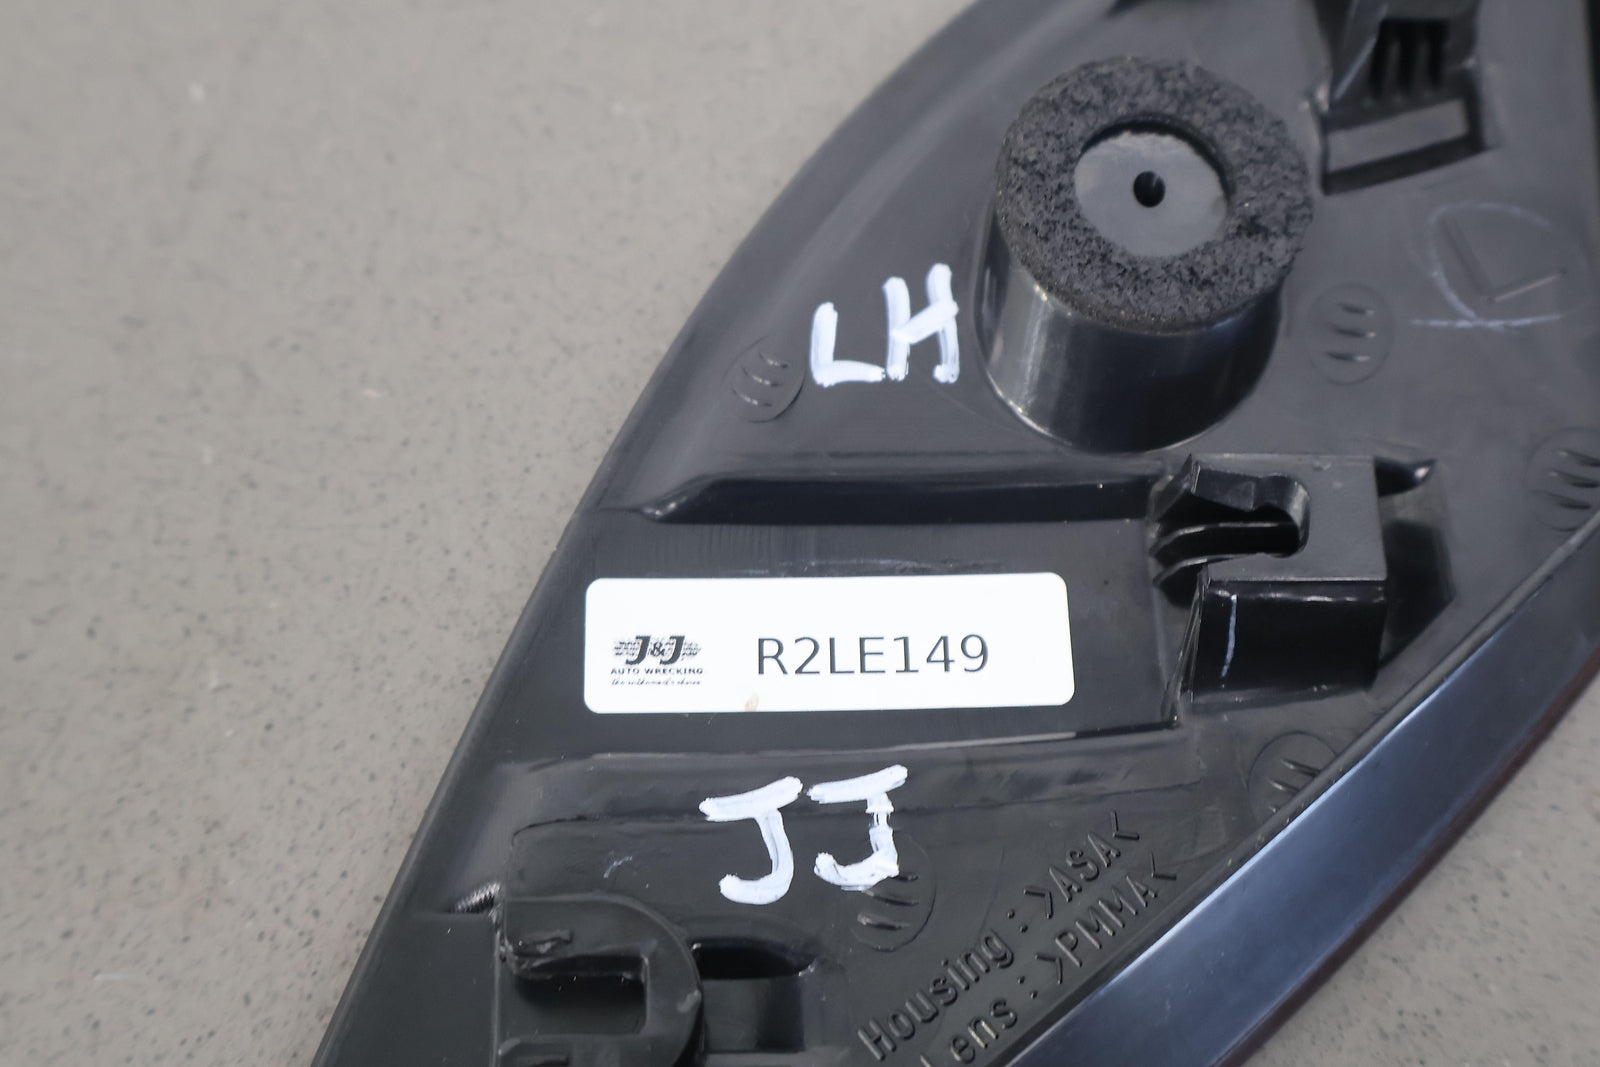 LH
J&J
AUTO WRECKING
R2LE149
JJ
Housing: >ASA<
Lens: >PMMA<